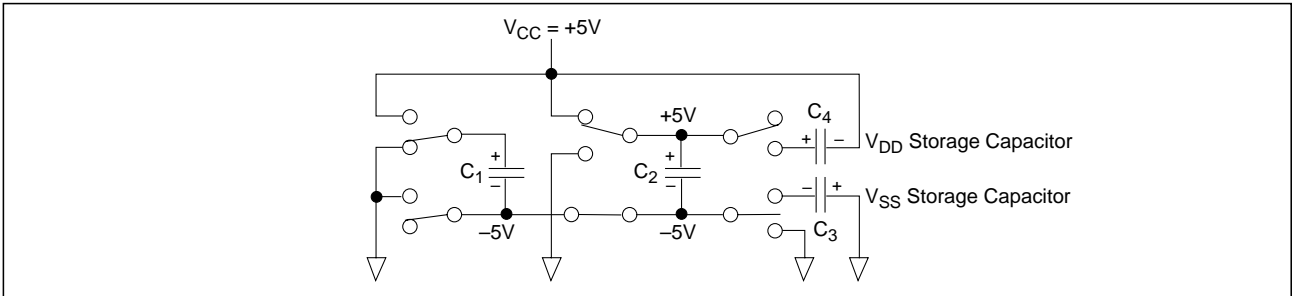 V_CC = +5V
+5V
C_4
+ −
V_DD Storage Capacitor
+
C_1
−
+
C_2
−
− +
V_SS Storage Capacitor
C_3
–5V
–5V